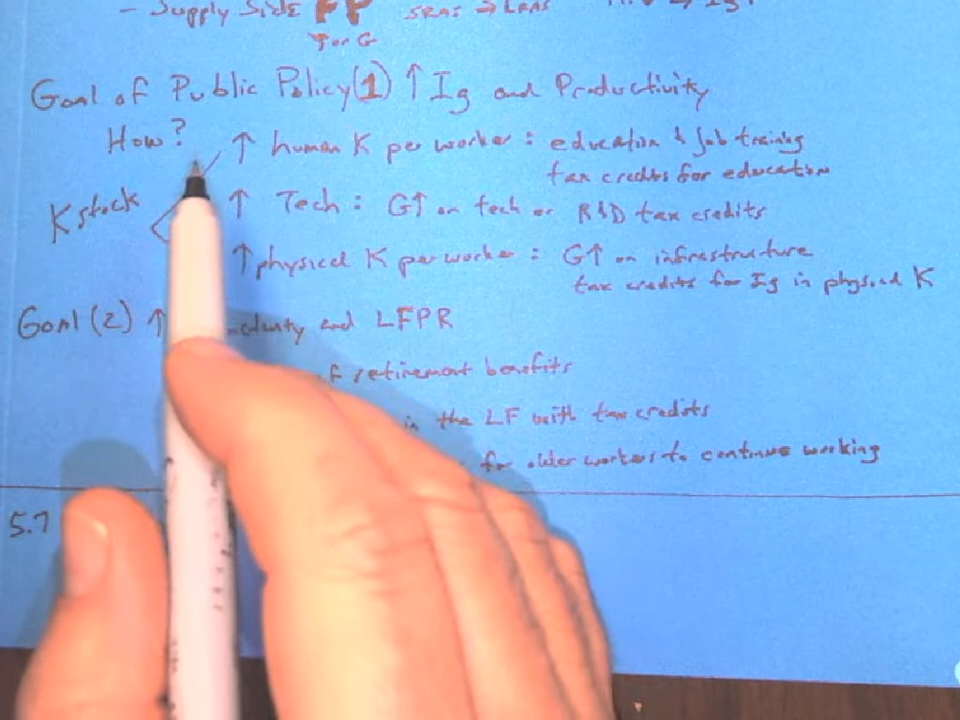 - Supply Side FP SRAS → LRAS
T or G
Goal of Public Policy (1) ↑ Ig and Productivity
How?
↑ human K per worker : education & job training
tax credits for education
K stock
↑ Tech : G↑ on tech or R&D tax credits
↑ physical K per worker : G↑ on infrastructure
tax credits for Ig in physical K
Goal (2) ↑ and LFPR
of retirement benefits
in the LF with tax credits
for older workers to continue working
5.7